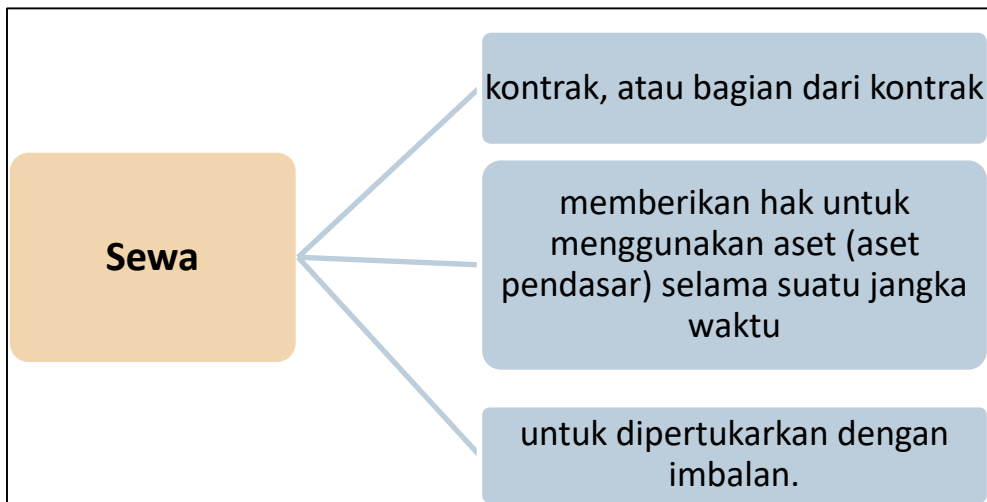 Sewa
kontrak, atau bagian dari kontrak
memberikan hak untuk
menggunakan aset (aset
pendasar) selama suatu jangka
waktu
untuk dipertukarkan dengan
imbalan.